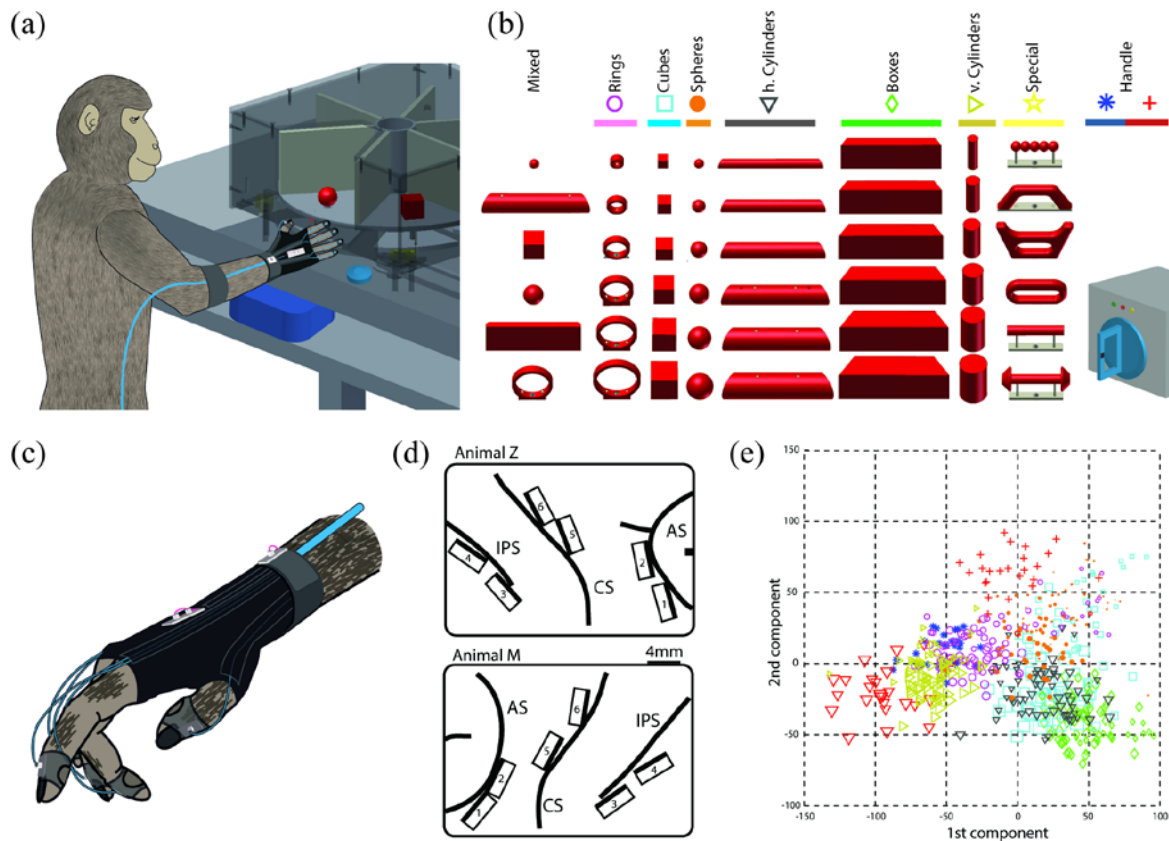 (a)
(b)
Mixed
Rings
Cubes
Spheres
h. Cylinders
Boxes
v. Cylinders
Special
Handle
(c)
(d)
Animal Z
IPS
CS
AS
6
5
4
3
2
1
Animal M
4mm
AS
CS
IPS
6
5
4
3
2
1
(e)
2nd component
150
100
50
0
-50
-100
-150
-100
-50
0
50
100
1st component